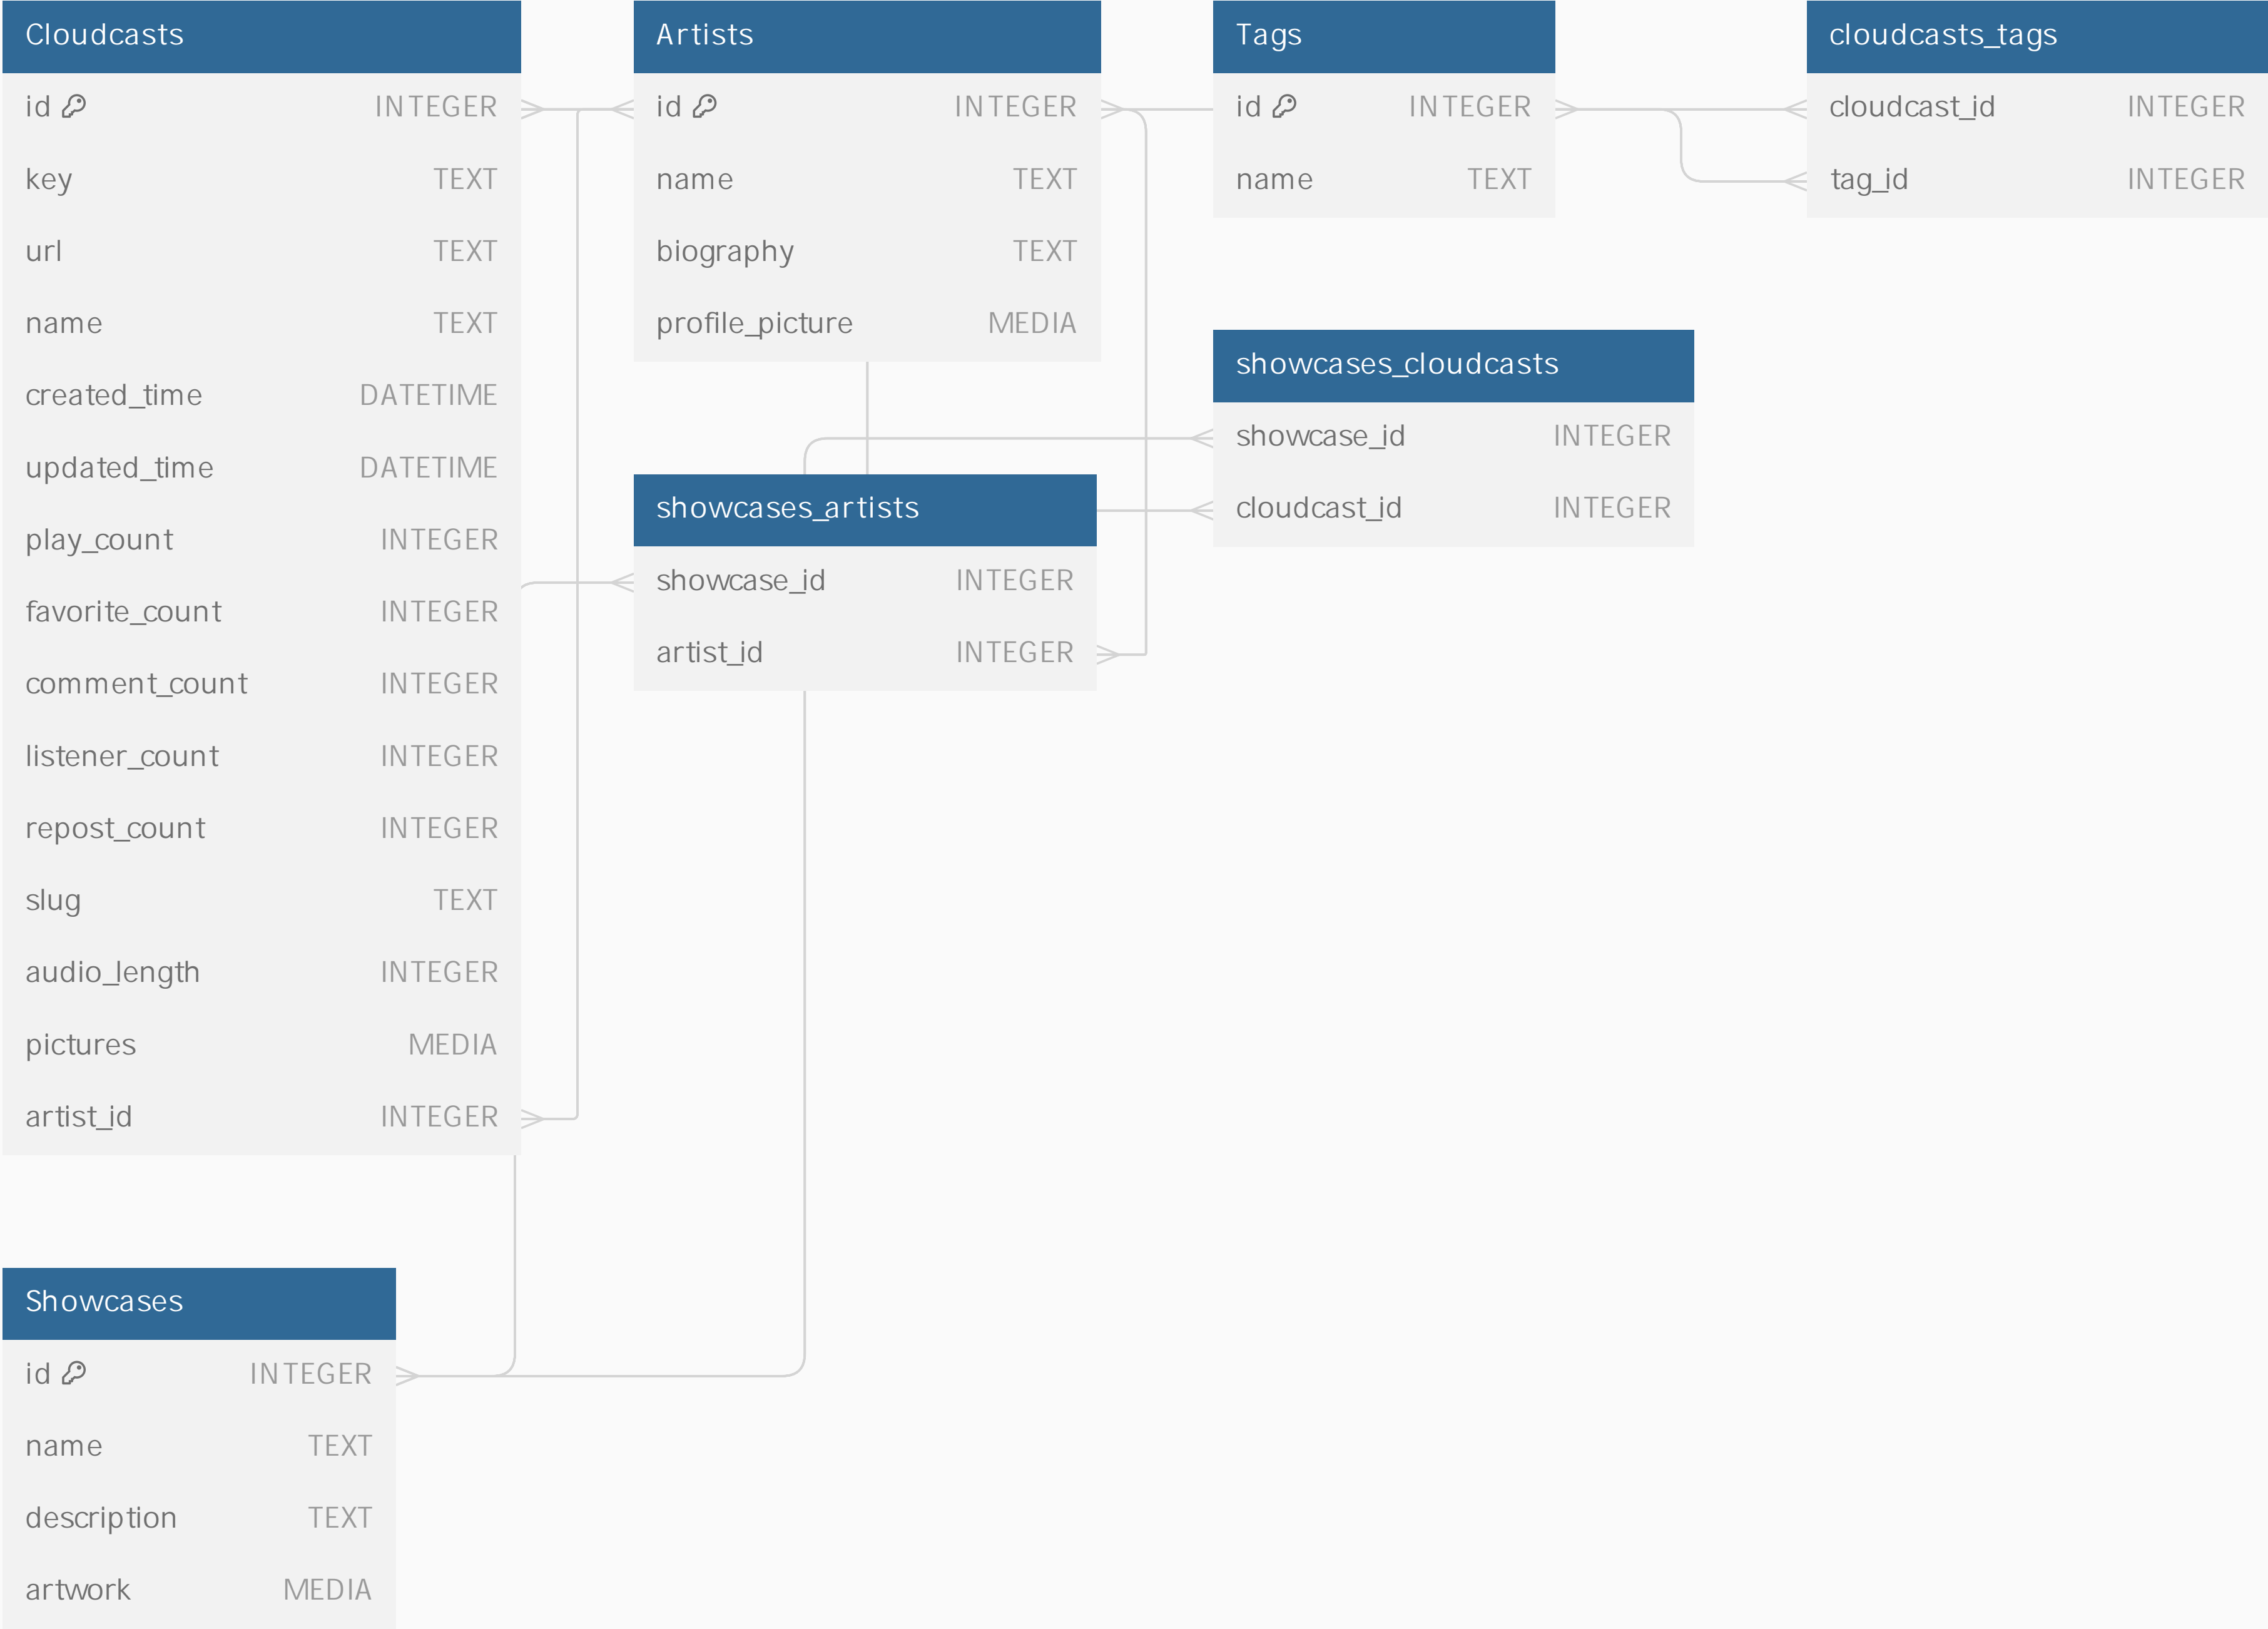 Cloudcasts
id INTEGER
key TEXT
url TEXT
name TEXT
created_time DATETIME
updated_time DATETIME
play_count INTEGER
favorite_count INTEGER
comment_count INTEGER
listener_count INTEGER
repost_count INTEGER
slug TEXT
audio_length INTEGER
pictures MEDIA
artist_id INTEGER
Artists
id INTEGER
name TEXT
biography TEXT
profile_picture MEDIA
Tags
id INTEGER
name TEXT
cloudcasts_tags
cloudcast_id INTEGER
tag_id INTEGER
showcases_cloudcasts
showcase_id INTEGER
cloudcast_id INTEGER
showcases_artists
showcase_id INTEGER
artist_id INTEGER
Showcases
id INTEGER
name TEXT
description TEXT
artwork MEDIA